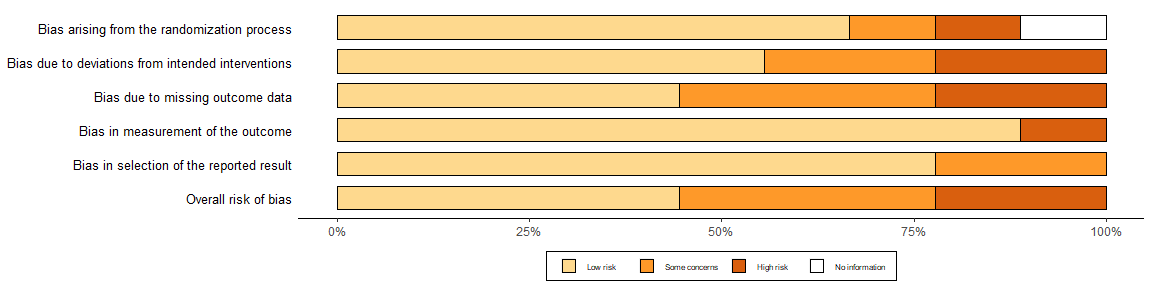 Bias arising from the randomization process
Bias due to deviations from intended interventions
Bias due to missing outcome data
Bias in measurement of the outcome
Bias in selection of the reported result
Overall risk of bias
0% 25% 50% 75% 100%
Low risk Some concerns High risk No information